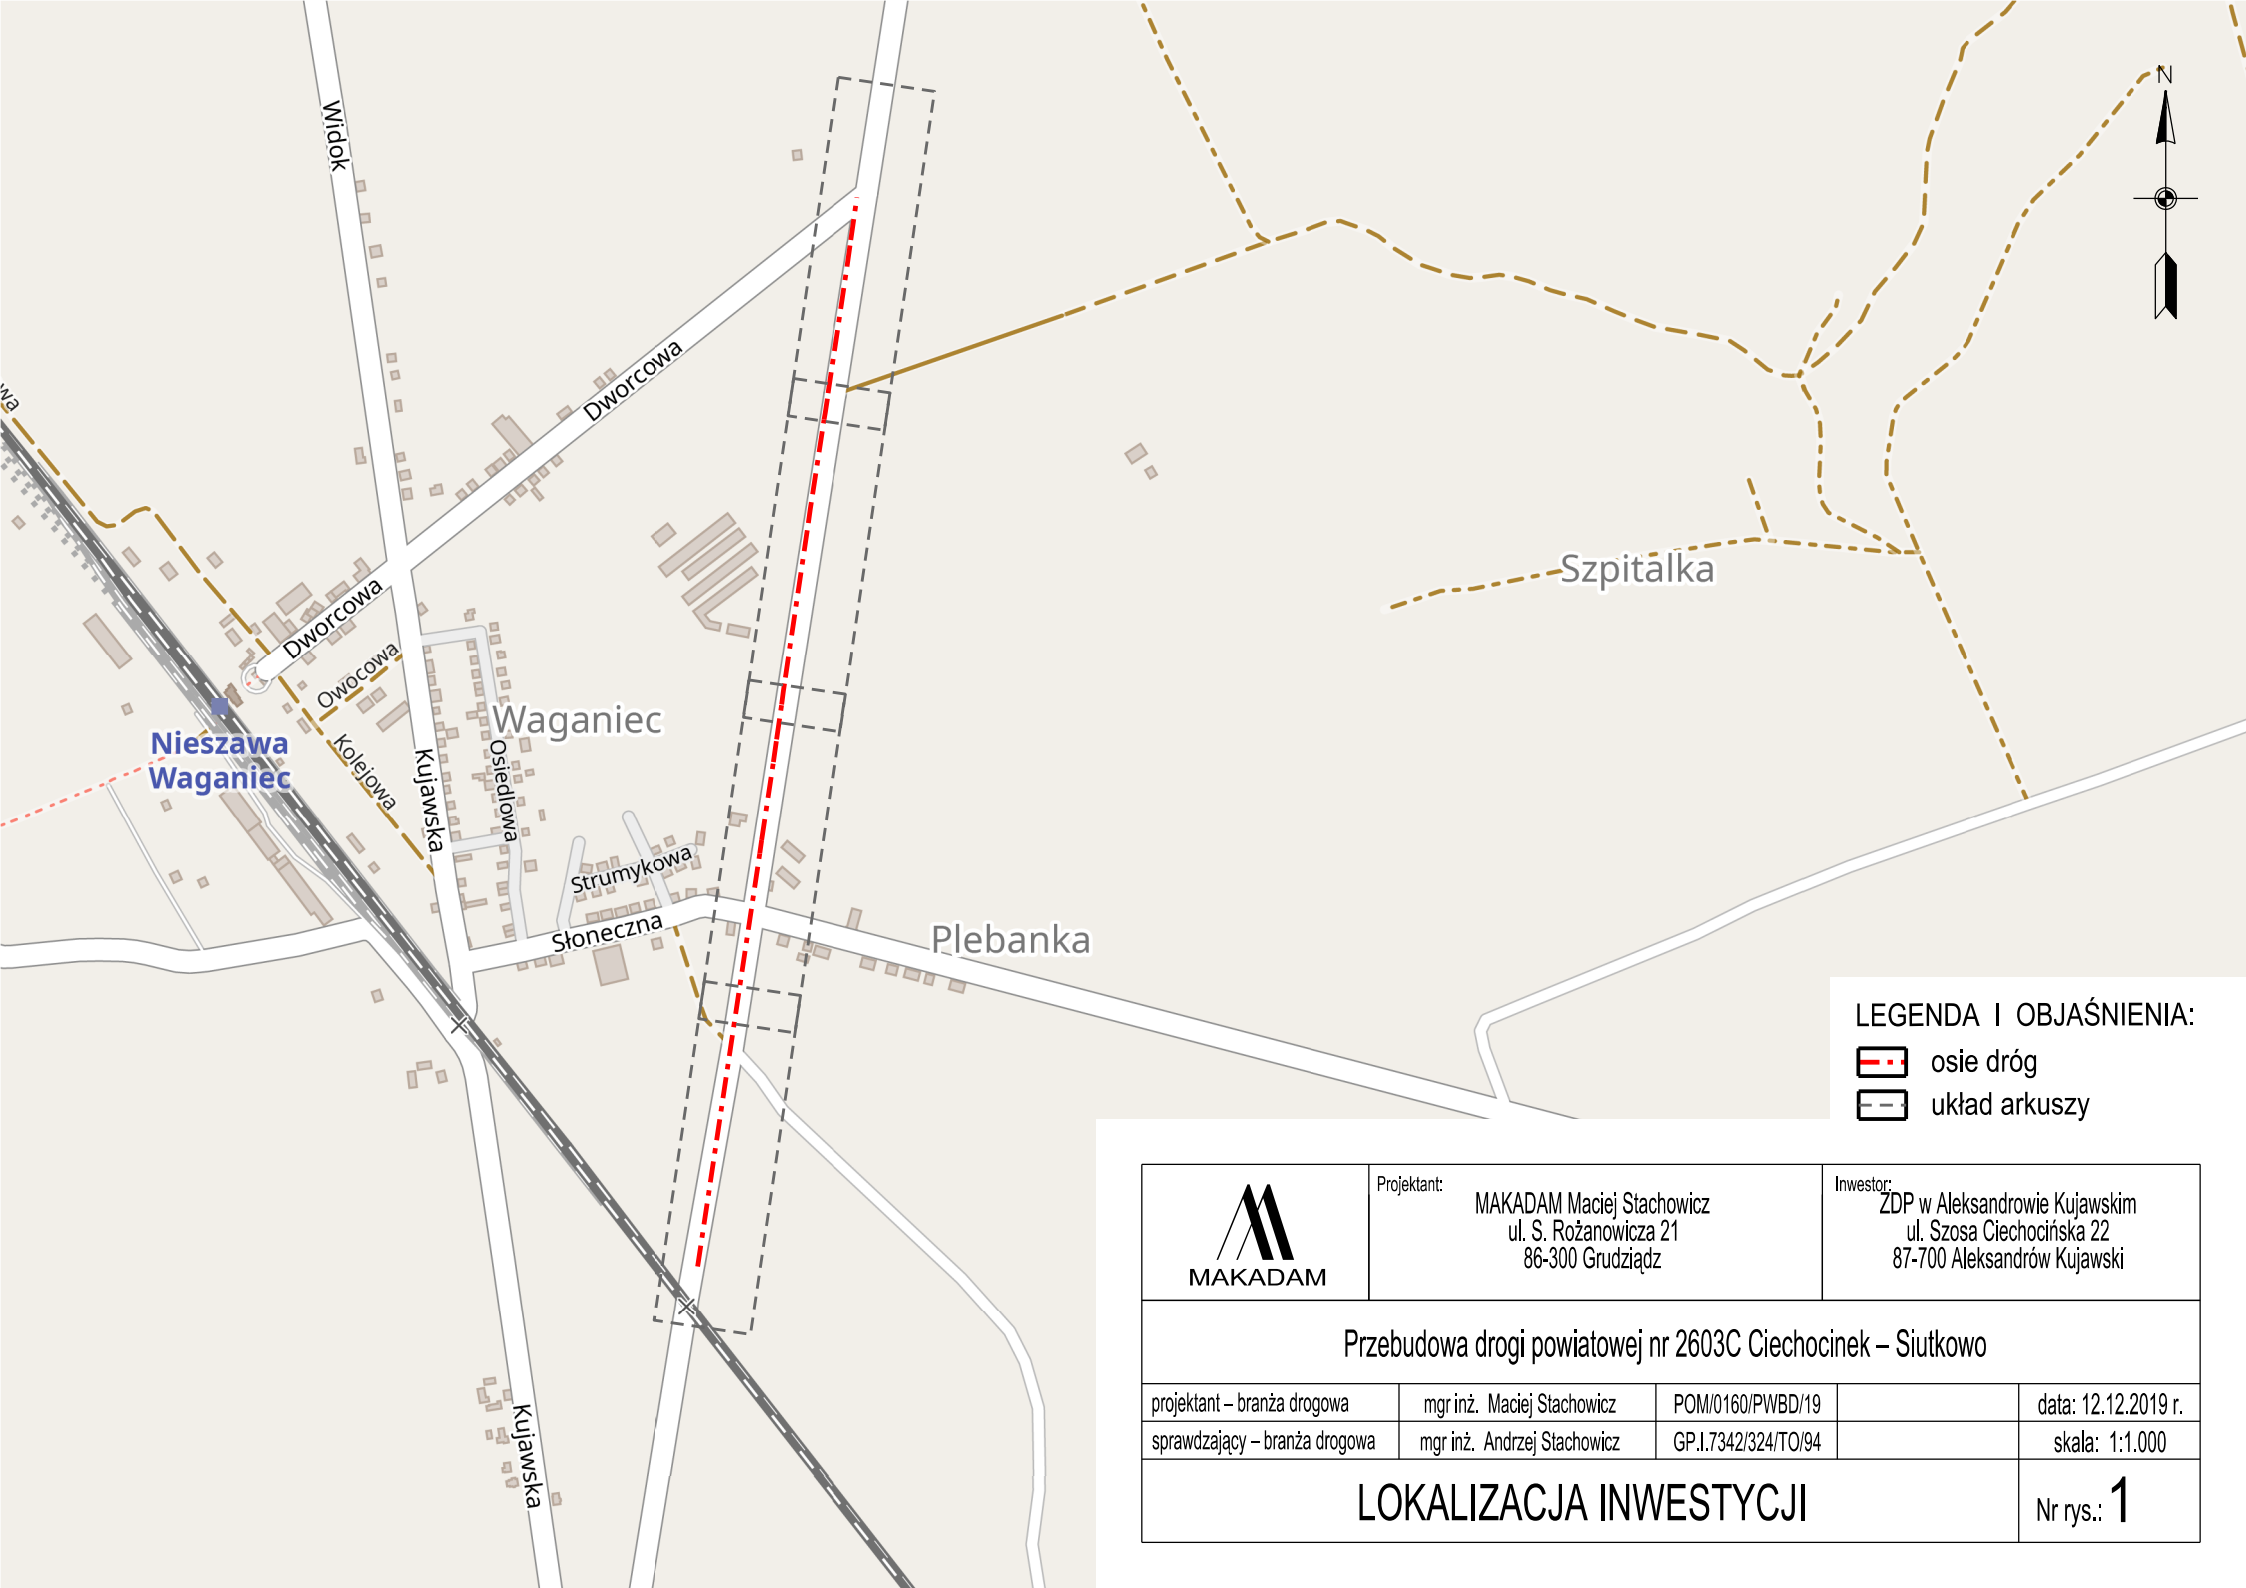 N
Widok
Dworcowa
wa
Dworcowa
Owocowa
Kolejowa
Nieszawa
Waganiec
Waganiec
Kujawska
Osiedlowa
Strumykowa
Słoneczna
Plebanka
Szpitalka
Kujawska
LEGENDA I OBJAŚNIENIA:
osie dróg
układ arkuszy
MAKADAM
Projektant:
MAKADAM Maciej Stachowicz
ul. S. Rożanowicza 21
86-300 Grudziądz
Inwestor:
ZDP w Aleksandrowie Kujawskim
ul. Szosa Ciechocińska 22
87-700 Aleksandrów Kujawski
Przebudowa drogi powiatowej nr 2603C Ciechocinek – Siutkowo
projektant – branża drogowa mgr inż. Maciej Stachowicz POM/0160/PWBD/19 data: 12.12.2019 r.
sprawdzający – branża drogowa mgr inż. Andrzej Stachowicz GP.I.7342/324/TO/94 skala: 1:1.000
LOKALIZACJA INWESTYCJI Nr rys.: 1